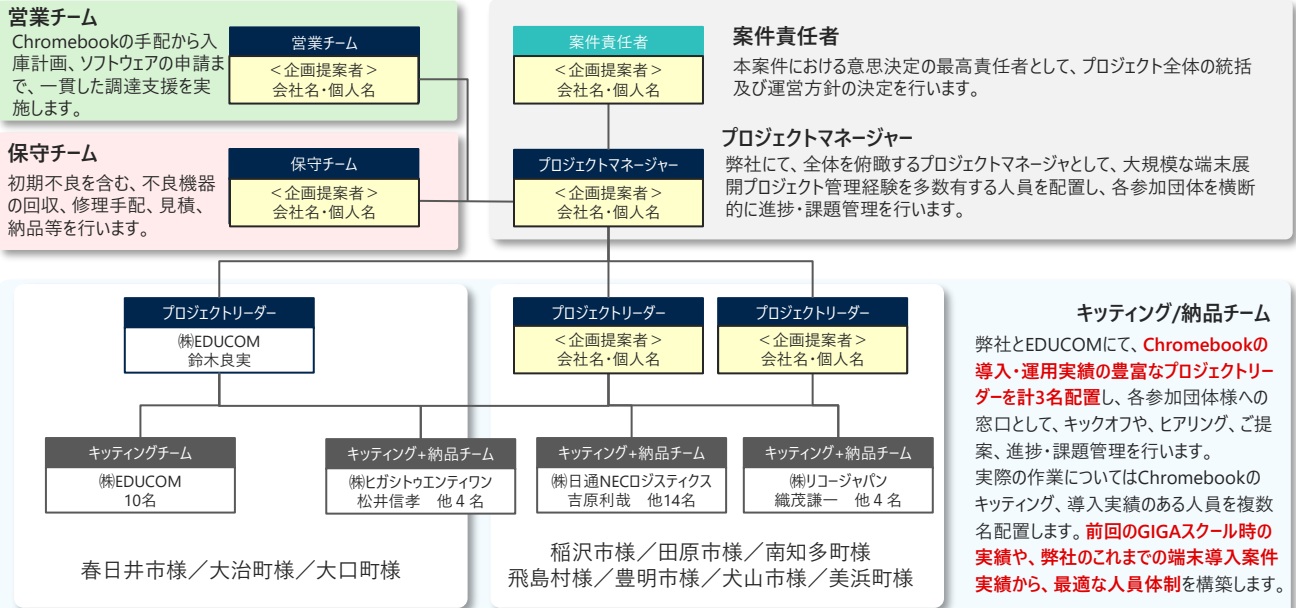 営業チーム
Chromebookの手配から入
庫計画、ソフトウェアの申請ま
で、一貫した調達支援を実
施します。
営業チーム
＜企画提案者＞
会社名・個人名
案件責任者
＜企画提案者＞
会社名・個人名
案件責任者
本案件における意思決定の最高責任者として、プロジェクト全体の統括
及び運営方針の決定を行います。
保守チーム
初期不良を含む、不良機器
の回収、修理手配、見積、
納品等を行います。
保守チーム
＜企画提案者＞
会社名・個人名
プロジェクトマネージャー
＜企画提案者＞
会社名・個人名
プロジェクトマネージャー
弊社にて、全体を俯瞰するプロジェクトマネージャとして、大規模な端末展
開プロジェクト管理経験を多数有する人員を配置し、各参加団体を横断
的に進捗・課題管理を行います。
プロジェクトリーダー
㈱EDUCOM
鈴木良実
プロジェクトリーダー
＜企画提案者＞
会社名・個人名
プロジェクトリーダー
＜企画提案者＞
会社名・個人名
キッティングチーム
㈱EDUCOM
10名
キッティング+納品チーム
㈱ヒガシトゥエンティワン
松井信孝　他４名
キッティング+納品チーム
㈱日通NECロジスティクス
吉原利哉　他14名
キッティング+納品チーム
㈱リコージャパン
織茂謙一　他４名
春日井市様／大治町様／大口町様
稲沢市様／田原市様／南知多町様
飛島村様／豊明市様／犬山市様／美浜町様
キッティング/納品チーム
弊社とEDUCOMにて、Chromebookの
導入・運用実績の豊富なプロジェクトリー
ダーを計3名配置し、各参加団体様への
窓口として、キックオフや、ヒアリング、ご提
案、進捗・課題管理を行います。
実際の作業についてはChromebookの
キッティング、導入実績のある人員を複数
名配置します。前回のGIGAスクール時の
実績や、弊社のこれまでの端末導入案件
実績から、最適な人員体制を構築します。